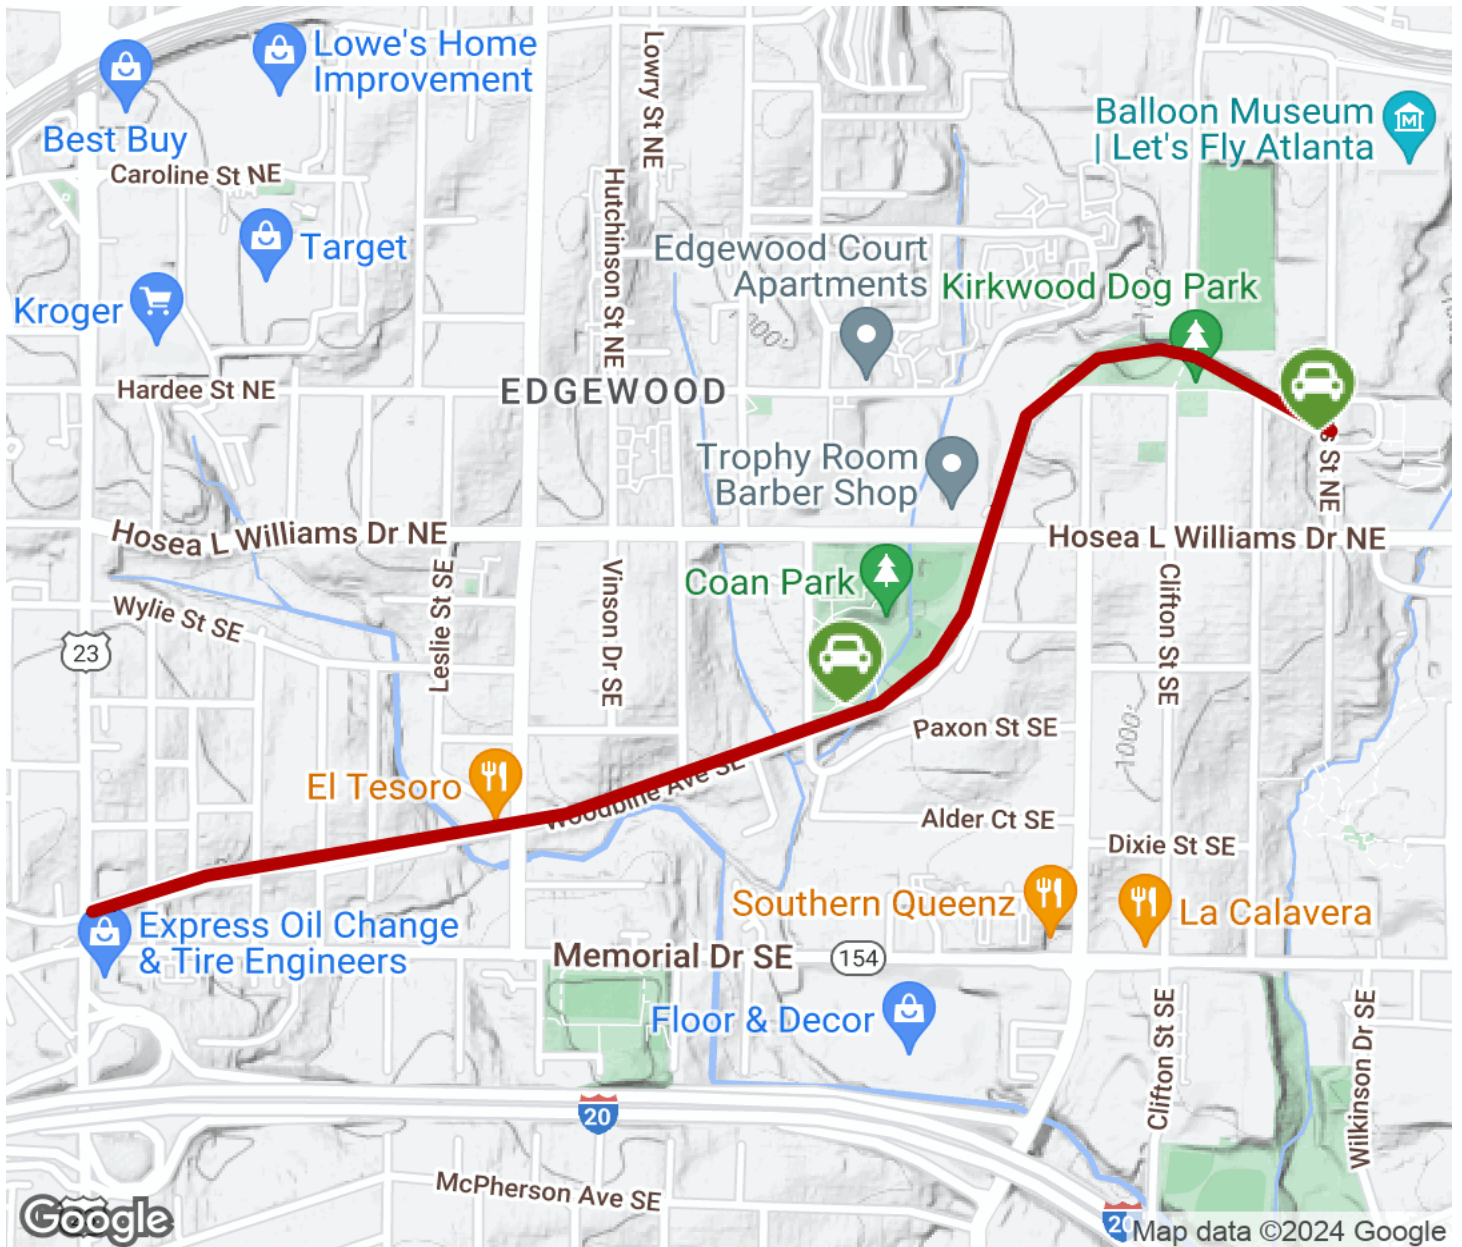 Lowe's Home
Improvement
Best Buy
Caroline St NE
Lowry St NE
Hutchinson St NE
Balloon Museum
| Let's Fly Atlanta
Target
Kroger
Edgewood Court
Apartments
Kirkwood Dog Park
1000'
Hardee St NE
EDGEWOOD
Trophy Room
Barber Shop
s St NE
Hosea L Williams Dr NE
Hosea L Williams Dr NE
Coan Park
Wylie St SE
Leslie St SE
Vinson Dr SE
Clifton St SE
23
Paxon St SE
1000'
El Tesoro
Woodbine Ave SE
Alder Ct SE
Dixie St SE
Southern Queenz
La Calavera
Express Oil Change
& Tire Engineers
Memorial Dr SE
154
Floor & Decor
Clifton St SE
Wilkinson Dr SE
20
McPherson Ave SE
20
Google
Map data ©2024 Google